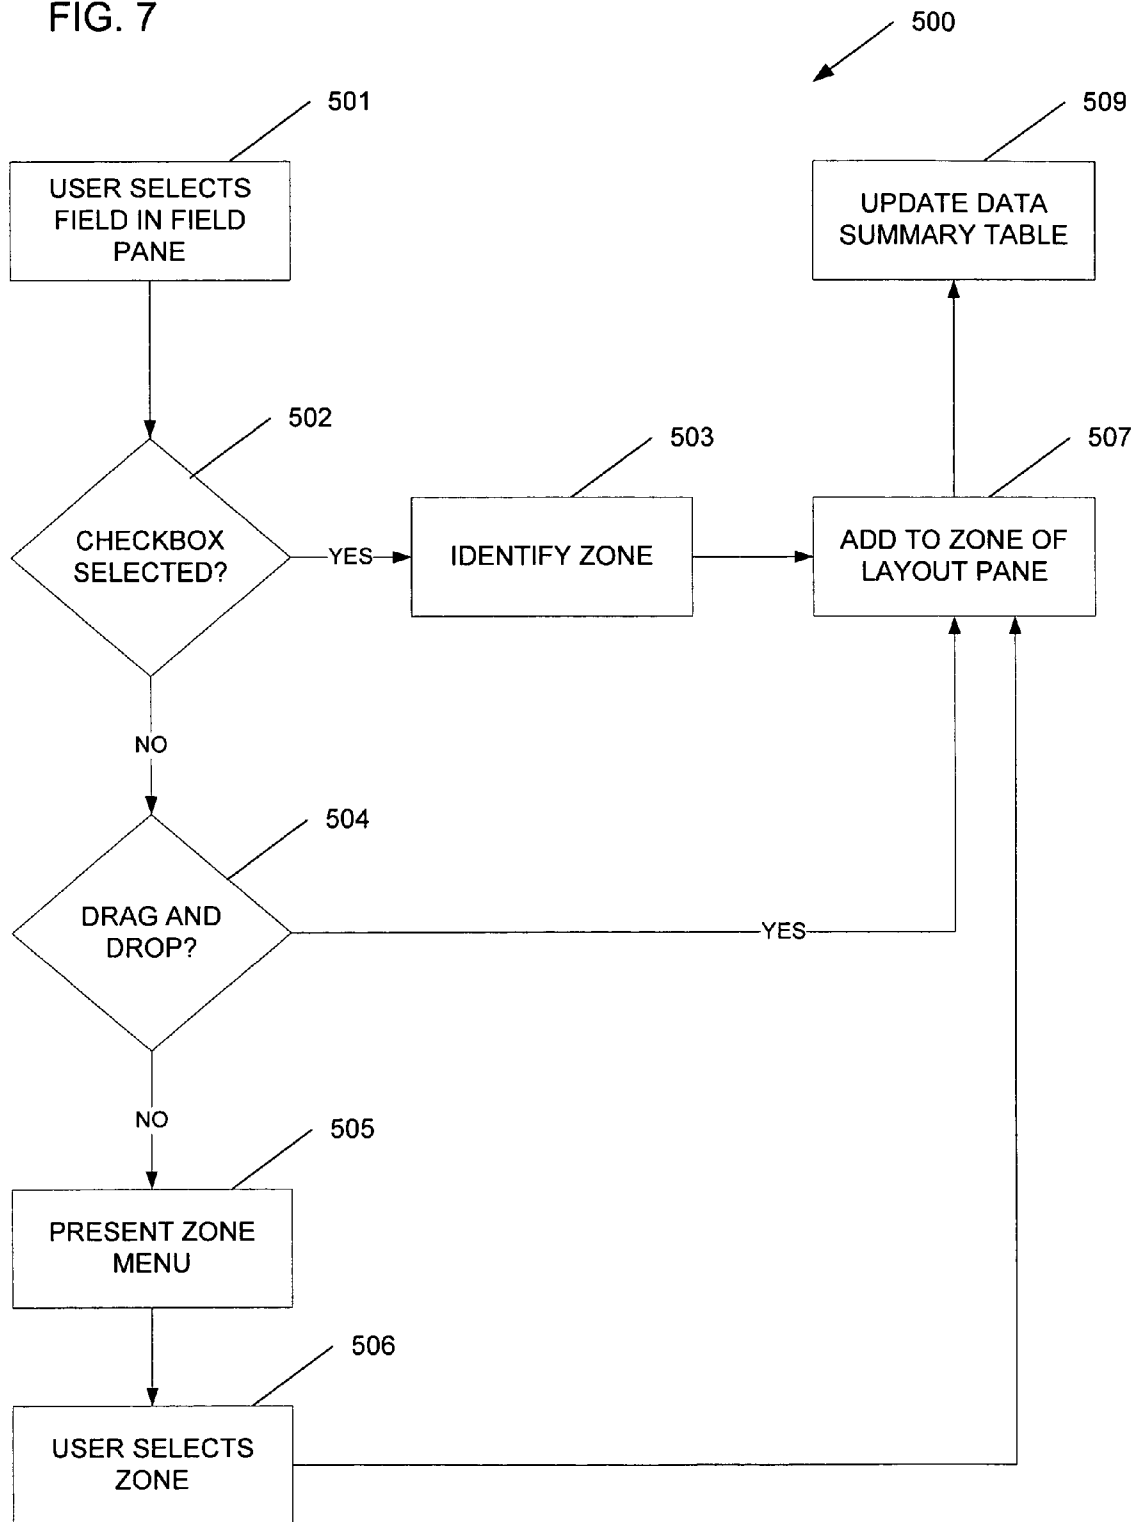 FIG. 7
500
501
509
USER SELECTS
FIELD IN FIELD
PANE
UPDATE DATA
SUMMARY TABLE
502
503
507
CHECKBOX
SELECTED?
YES
IDENTIFY ZONE
ADD TO ZONE OF
LAYOUT PANE
NO
504
DRAG AND
DROP?
YES
NO
505
PRESENT ZONE
MENU
506
USER SELECTS
ZONE